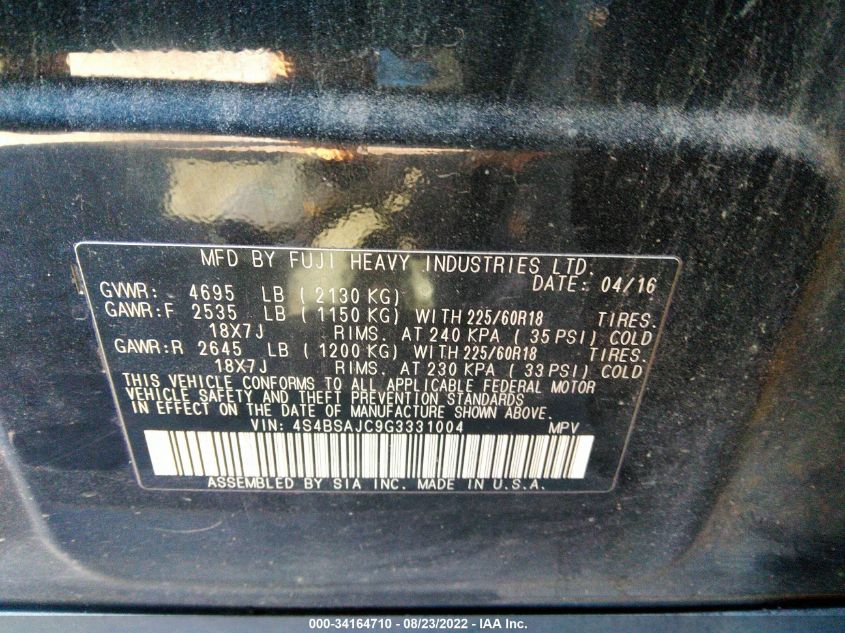 MFD BY FUJI HEAVY INDUSTRIES LTD.
DATE: 04/16
GVWR: 4695 LB ( 2130 KG)
GAWR:F 2535 LB ( 1150 KG) WITH 225/60R18 TIRES.
18X7J RIMS. AT 240 KPA ( 35 PSI) COLD
GAWR:R 2645 LB ( 1200 KG) WITH 225/60R18 TIRES.
18X7J RIMS. AT 230 KPA ( 33 PSI) COLD
THIS VEHICLE CONFORMS TO ALL APPLICABLE FEDERAL MOTOR
VEHICLE SAFETY AND THEFT PREVENTION STANDARDS
IN EFFECT ON THE DATE OF MANUFACTURE SHOWN ABOVE.
VIN: 4S4BSAJC9G3331004 MPV
ASSEMBLED BY SIA INC. MADE IN U.S.A.
000-34164710 - 08/23/2022 - IAA Inc.